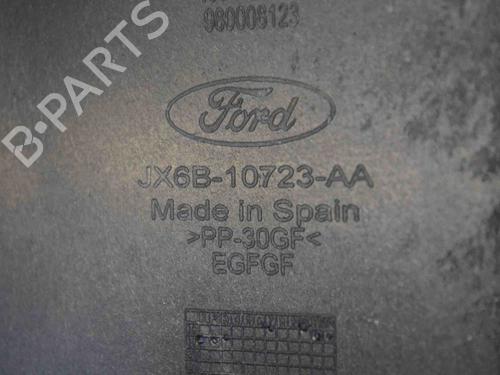 980006123
Ford
JX6B-10723-AA
Made in Spain
>PP-30GF<
EGFGF
B-PARTS